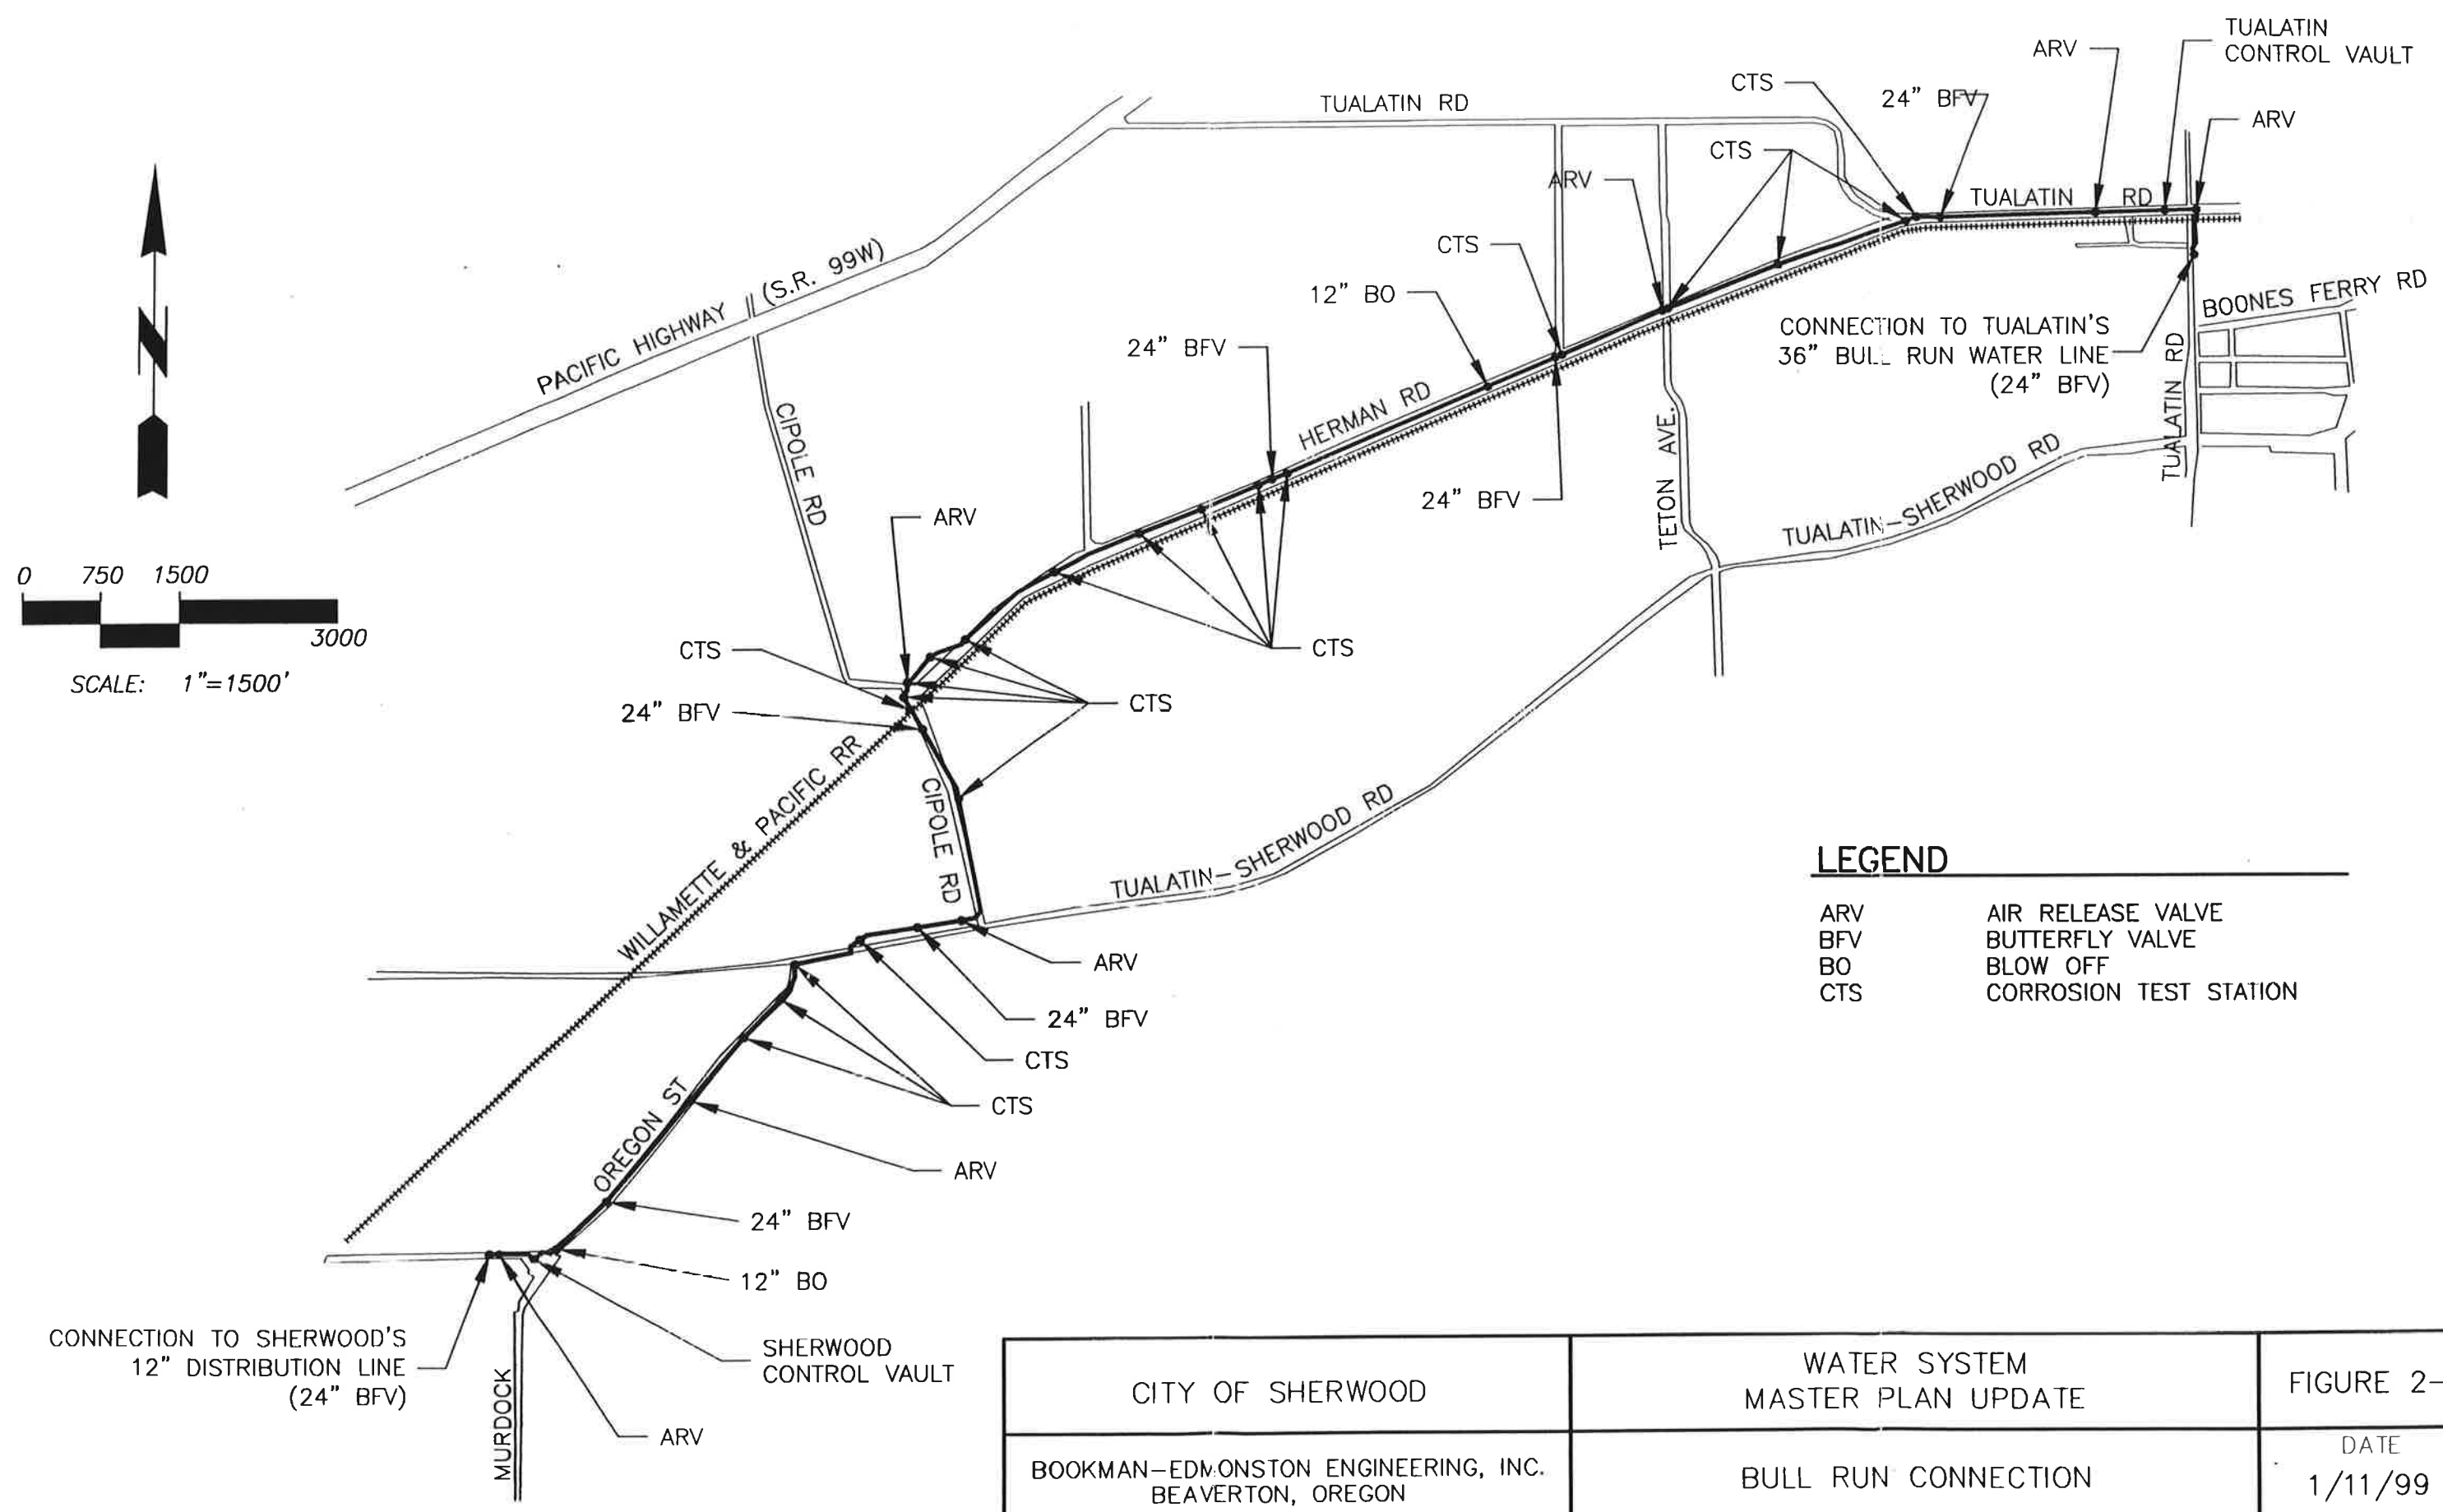 TUALATIN
CONTROL VAULT
ARV
CTS
24" BFV
TUALATIN RD
ARV
CTS
ARV
TUALATIN RD
PACIFIC HIGHWAY (S.R. 99W)
CTS
12" BO
24" BFV
CONNECTION TO TUALATIN'S
36" BULL RUN WATER LINE
(24" BFV)
BOONES FERRY RD
TUALATIN RD
HERMAN RD
CIPOLE RD
TETON AVE.
24" BFV
TUALATIN-SHERWOOD RD
ARV
0 750 1500
3000
SCALE: 1"=1500'
CTS
CTS
24" BFV
CTS
WILLAMETTE & PACIFIC RR
CIPOLE RD
TUALATIN-SHERWOOD RD
LEGEND
ARV AIR RELEASE VALVE
BFV BUTTERFLY VALVE
BO BLOW OFF
CTS CORROSION TEST STATION
ARV
24" BFV
CTS
CTS
OREGON ST
ARV
24" BFV
12" BO
CONNECTION TO SHERWOOD'S
12" DISTRIBUTION LINE
(24" BFV)
SHERWOOD
CONTROL VAULT
MURDOCK
ARV
CITY OF SHERWOOD
WATER SYSTEM
MASTER PLAN UPDATE
FIGURE 2-
BOOKMAN-EDMONSTON ENGINEERING, INC.
BEAVERTON, OREGON
BULL RUN CONNECTION
DATE
1/11/99
N